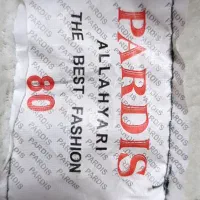 PARDIS
ALLAHYARI
THE BEST FASHION
80